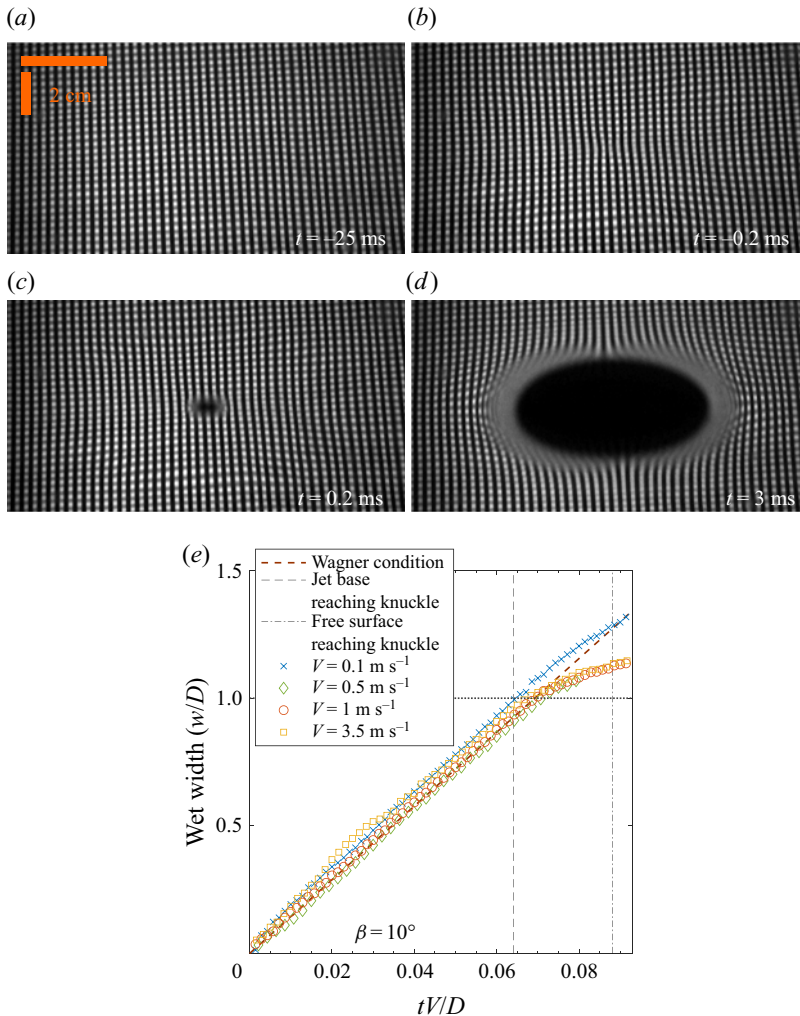 (a)
(b)
2 cm
t = –25 ms
t = –0.2 ms
(c)
(d)
t = 0.2 ms
t = 3 ms
(e)
Wagner condition
Jet base
reaching knuckle
Free surface
reaching knuckle
V = 0.1 m s⁻¹
V = 0.5 m s⁻¹
V = 1 m s⁻¹
V = 3.5 m s⁻¹
1.5
1.0
0.5
Wet width (w/D)
β = 10°
0
0.02
0.04
0.06
0.08
tV/D